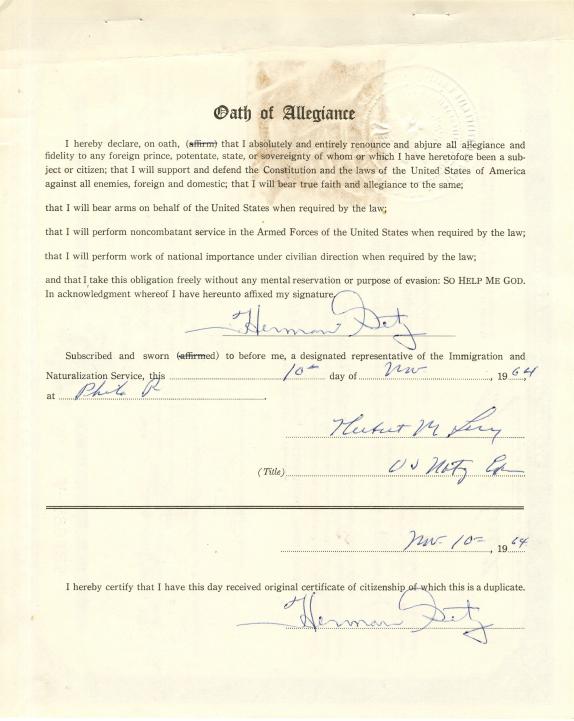 Oath of Allegiance
I hereby declare, on oath, (affirm) that I absolutely and entirely renounce and abjure all allegiance and
fidelity to any foreign prince, potentate, state, or sovereignty of whom or which I have heretofore been a sub-
ject or citizen; that I will support and defend the Constitution and the laws of the United States of America
against all enemies, foreign and domestic; that I will bear true faith and allegiance to the same;
that I will bear arms on behalf of the United States when required by the law;
that I will perform noncombatant service in the Armed Forces of the United States when required by the law;
that I will perform work of national importance under civilian direction when required by the law;
and that I take this obligation freely without any mental reservation or purpose of evasion: SO HELP ME GOD.
In acknowledgment whereof I have hereunto affixed my signature.
Herman
Subscribed and sworn (affirmed) to before me, a designated representative of the Immigration and
Naturalization Service, this 10th day of Nov, 1964,
at Phila Pa.
M
(Title) US
Nov 10, 1964
I hereby certify that I have this day received original certificate of citizenship of which this is a duplicate.
Herman